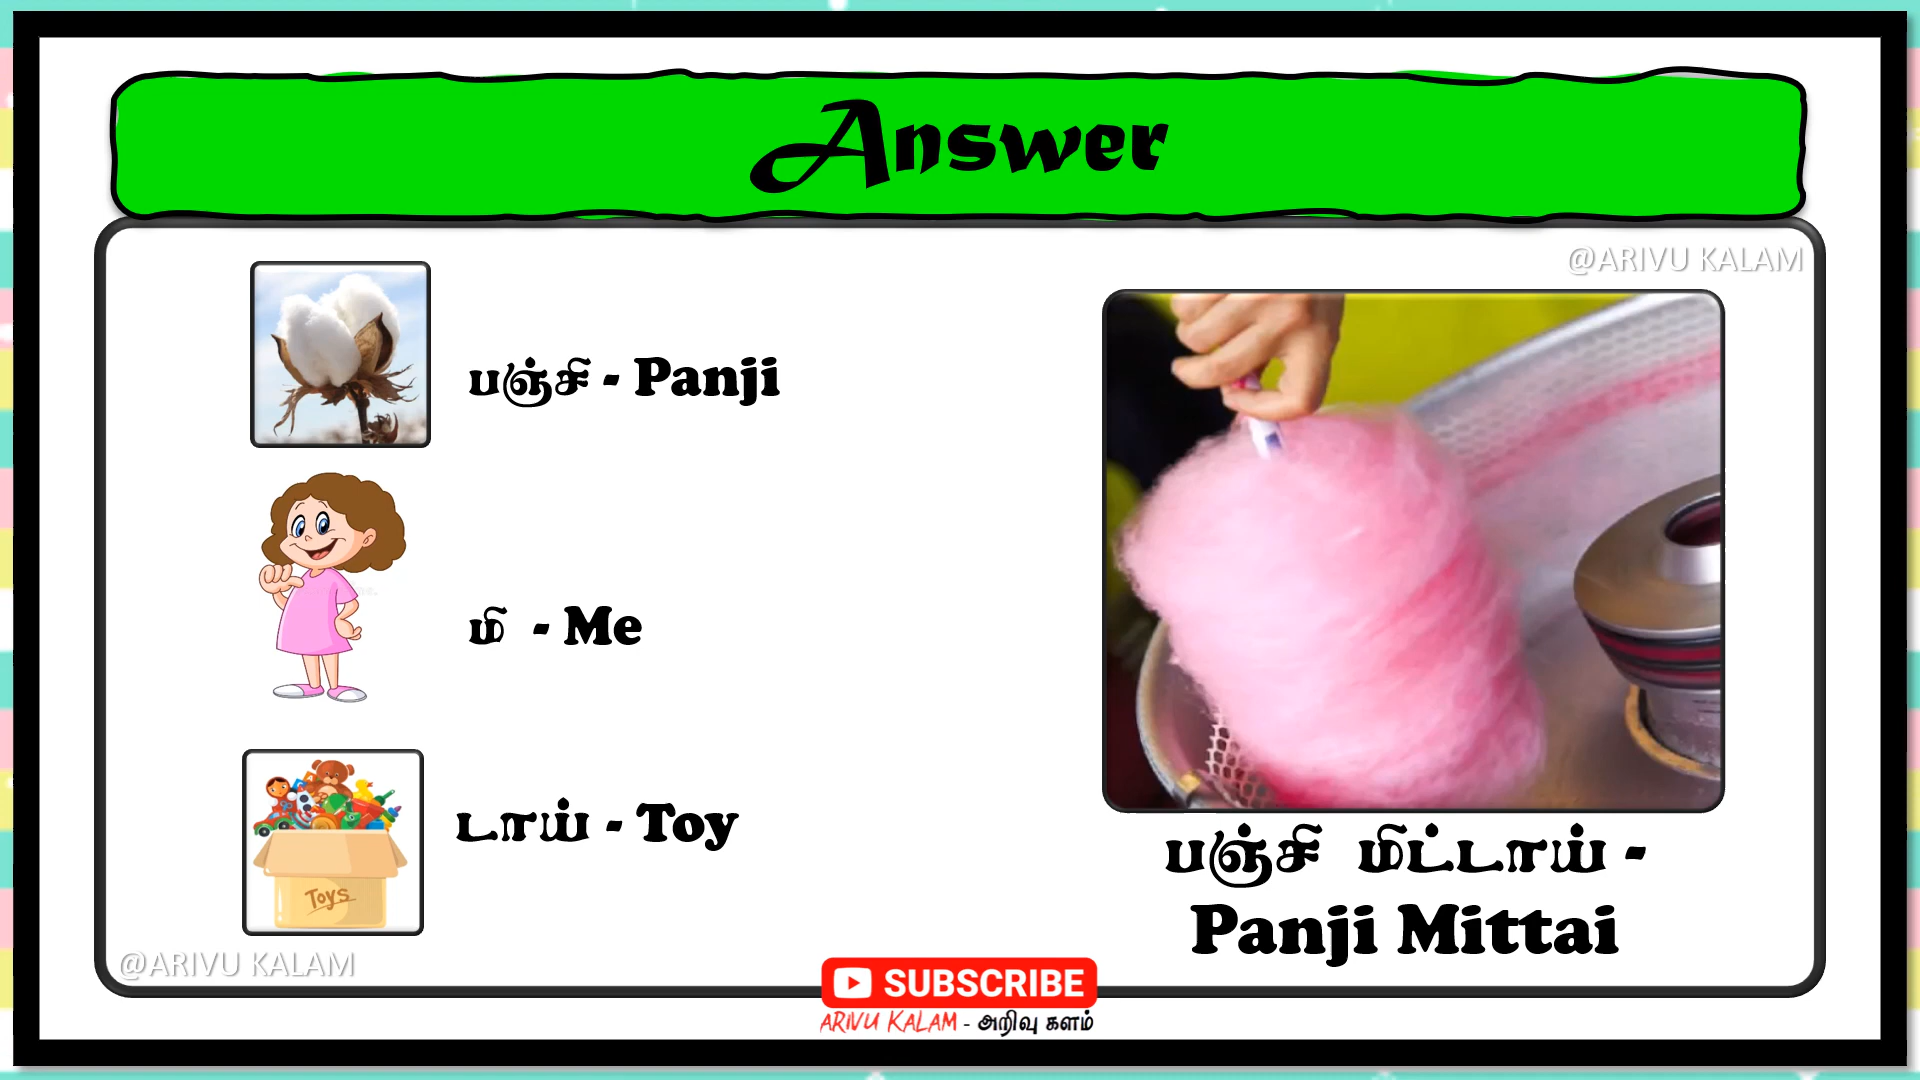 Answer
@ARIVU KALAM
பஞ்சி - Panji
மி - Me
Toys
டாய் - Toy
பஞ்சி மிட்டாய் -
Panji Mittai
@ARIVU KALAM
SUBSCRIBE
ARIVU KALAM - அறிவு களம்